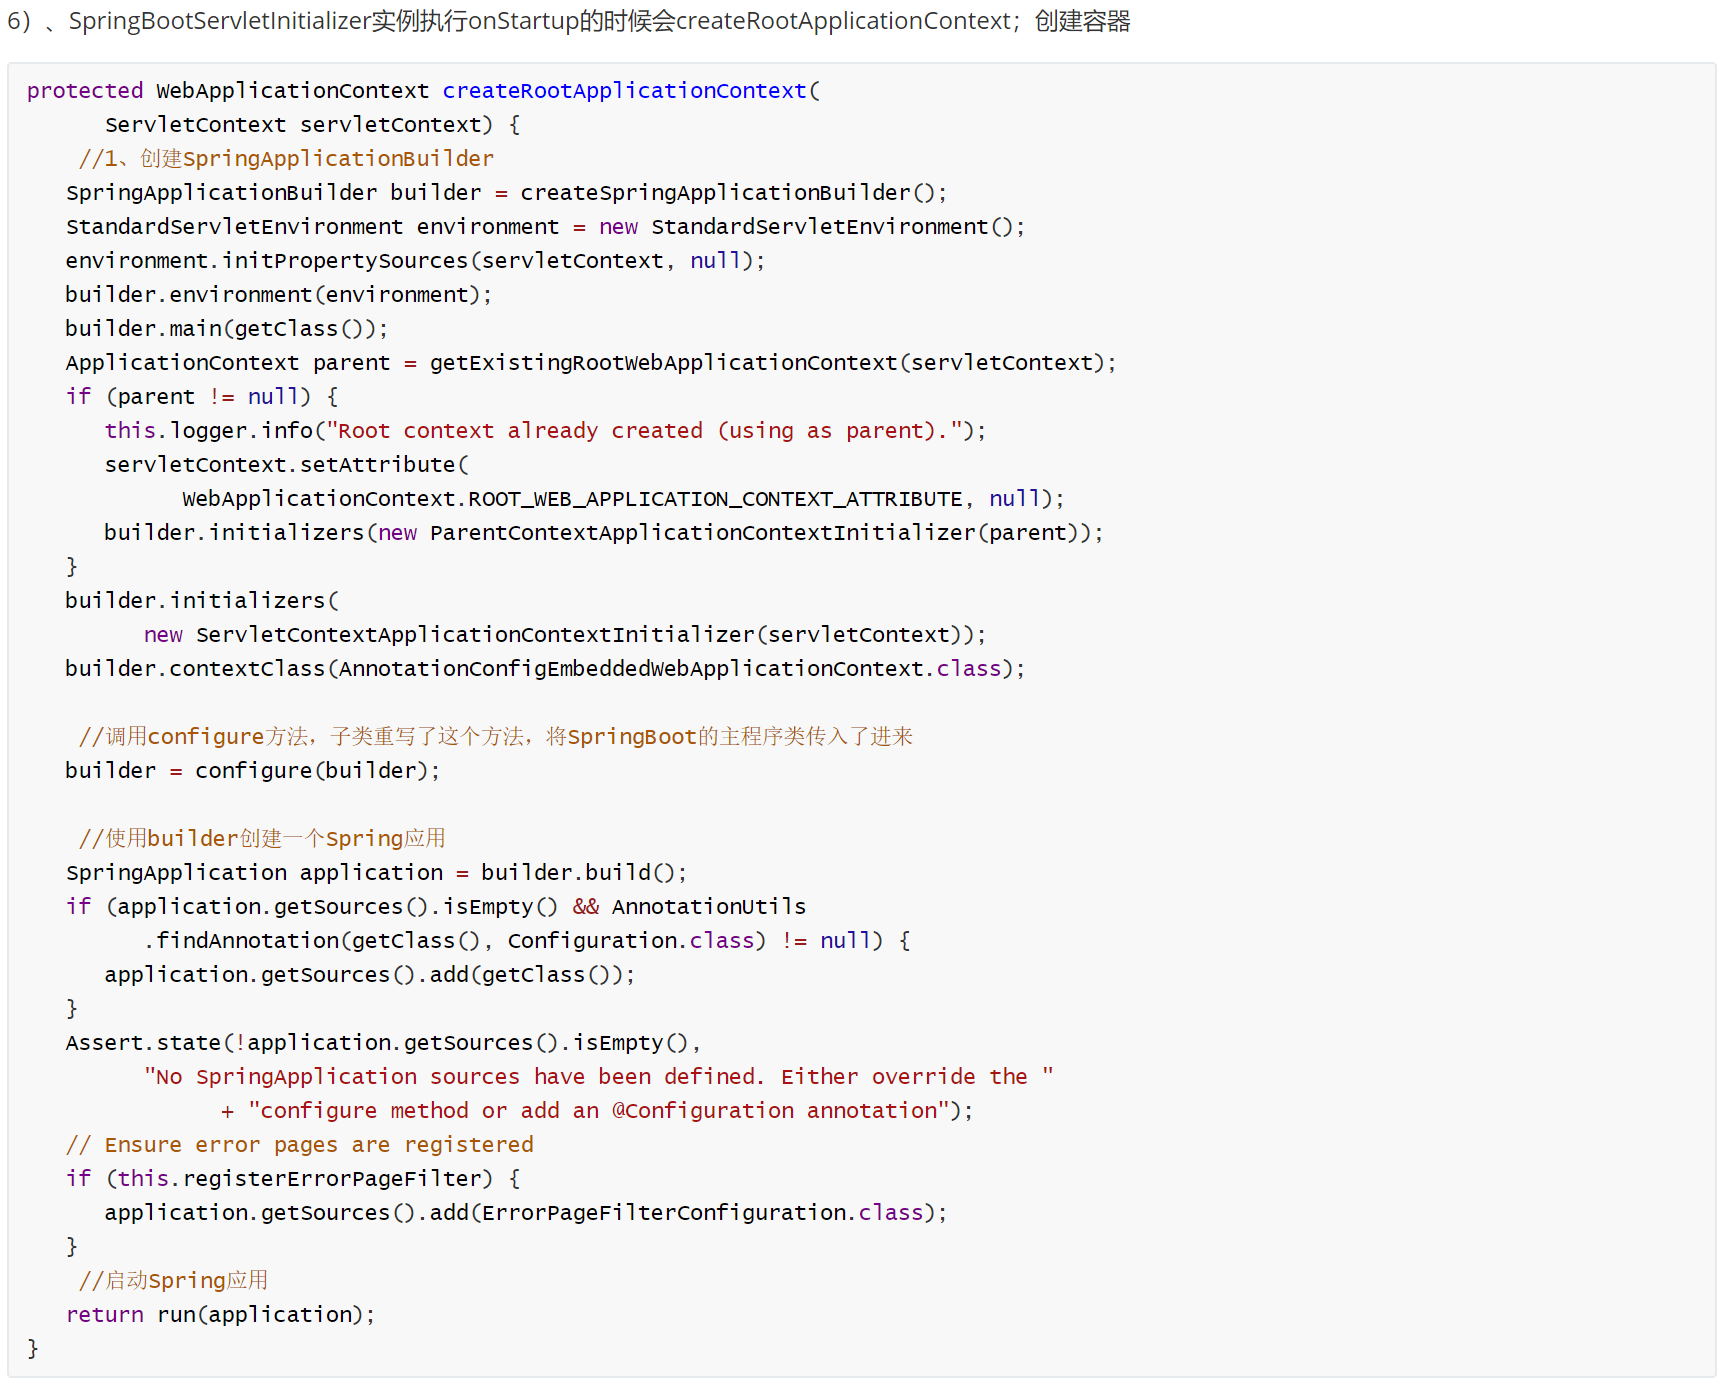 6）、SpringBootServletInitializer实例执行onStartup的时候会createRootApplicationContext；创建容器
protected WebApplicationContext createRootApplicationContext(
      ServletContext servletContext) {
    //1、创建SpringApplicationBuilder
   SpringApplicationBuilder builder = createSpringApplicationBuilder();
   StandardServletEnvironment environment = new StandardServletEnvironment();
   environment.initPropertySources(servletContext, null);
   builder.environment(environment);
   builder.main(getClass());
   ApplicationContext parent = getExistingRootWebApplicationContext(servletContext);
   if (parent != null) {
      this.logger.info("Root context already created (using as parent).");
      servletContext.setAttribute(
            WebApplicationContext.ROOT_WEB_APPLICATION_CONTEXT_ATTRIBUTE, null);
      builder.initializers(new ParentContextApplicationContextInitializer(parent));
   }
   builder.initializers(
         new ServletContextApplicationContextInitializer(servletContext));
   builder.contextClass(AnnotationConfigEmbeddedWebApplicationContext.class);
    //调用configure方法，子类重写了这个方法，将SpringBoot的主程序类传入了进来
   builder = configure(builder);
    //使用builder创建一个Spring应用
   SpringApplication application = builder.build();
   if (application.getSources().isEmpty() && AnnotationUtils
         .findAnnotation(getClass(), Configuration.class) != null) {
      application.getSources().add(getClass());
   }
   Assert.state(!application.getSources().isEmpty(),
         "No SpringApplication sources have been defined. Either override the "
               + "configure method or add an @Configuration annotation");
   // Ensure error pages are registered
   if (this.registerErrorPageFilter) {
      application.getSources().add(ErrorPageFilterConfiguration.class);
   }
    //启动Spring应用
   return run(application);
}